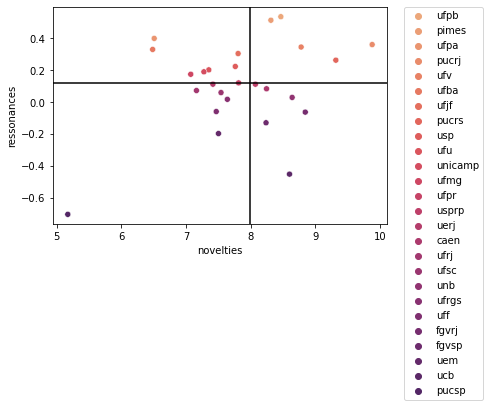 ressonances
0.4
0.2
0.0
−0.2
−0.4
−0.6
5
6
7
8
9
10
novelties
ufpb
pimes
ufpa
pucrj
ufv
ufba
ufjf
pucrs
usp
ufu
unicamp
ufmg
ufpr
usprp
uerj
caen
ufrj
ufsc
unb
ufrgs
uff
fgvrj
fgvsp
uem
ucb
pucsp